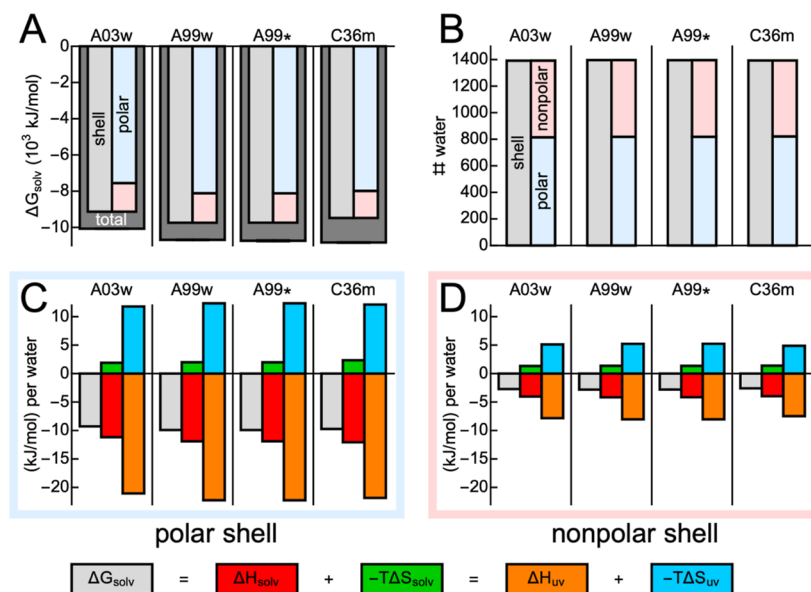 A
A03w A99w A99* C36m
0
−2
−4
−6
−8
−10
ΔGsolv (10³ kJ/mol)
shell
polar
total
B
A03w A99w A99* C36m
1400
1200
1000
800
600
400
200
0
# water
shell
nonpolar
polar
C
A03w A99w A99* C36m
10
5
0
−5
−10
−15
−20
(kJ/mol) per water
polar shell
D
A03w A99w A99* C36m
10
5
0
−5
−10
−15
−20
(kJ/mol) per water
nonpolar shell
ΔGsolv = ΔHsolv + −TΔSsolv = ΔHuv + −TΔSuv